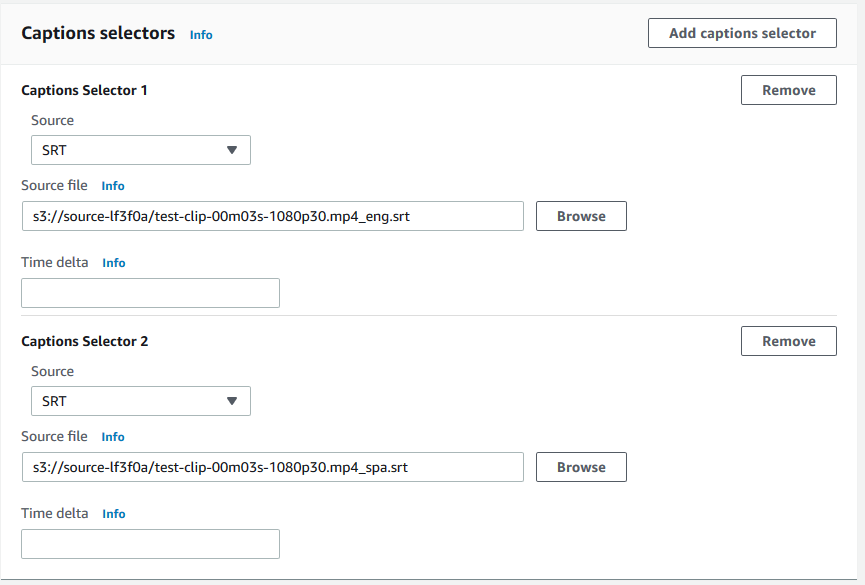 Captions selectors Info Add captions selector
Captions Selector 1 Remove
Source
SRT
Source file Info
s3://source-lf3f0a/test-clip-00m03s-1080p30.mp4_eng.srt Browse
Time delta Info
Captions Selector 2 Remove
Source
SRT
Source file Info
s3://source-lf3f0a/test-clip-00m03s-1080p30.mp4_spa.srt Browse
Time delta Info